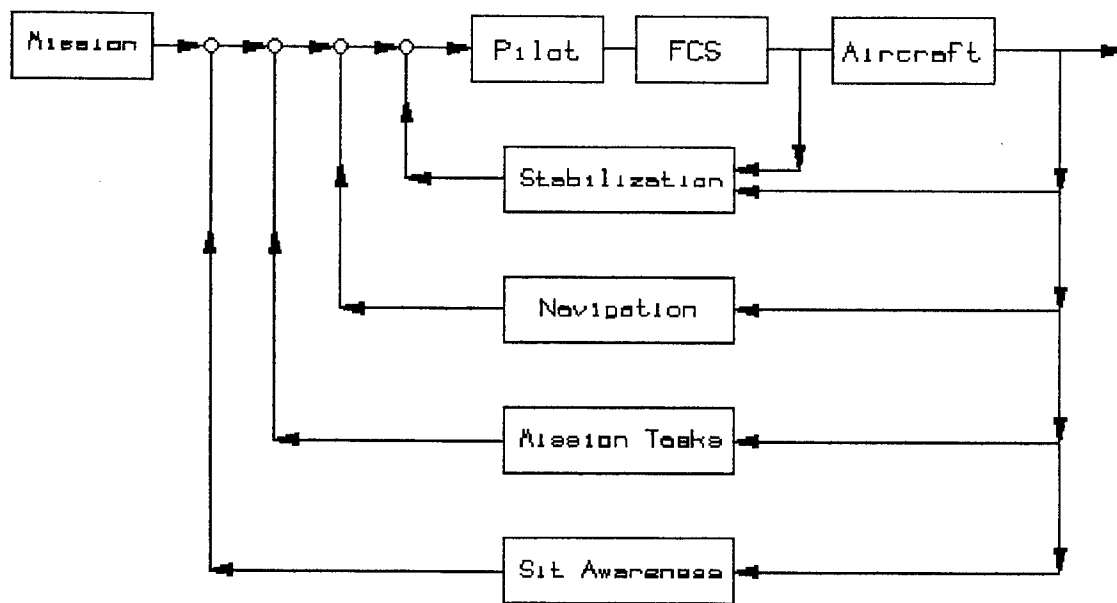 Mission
Pilot
FCS
Aircraft
Stabilization
Navigation
Mission Tasks
Sit Awareness